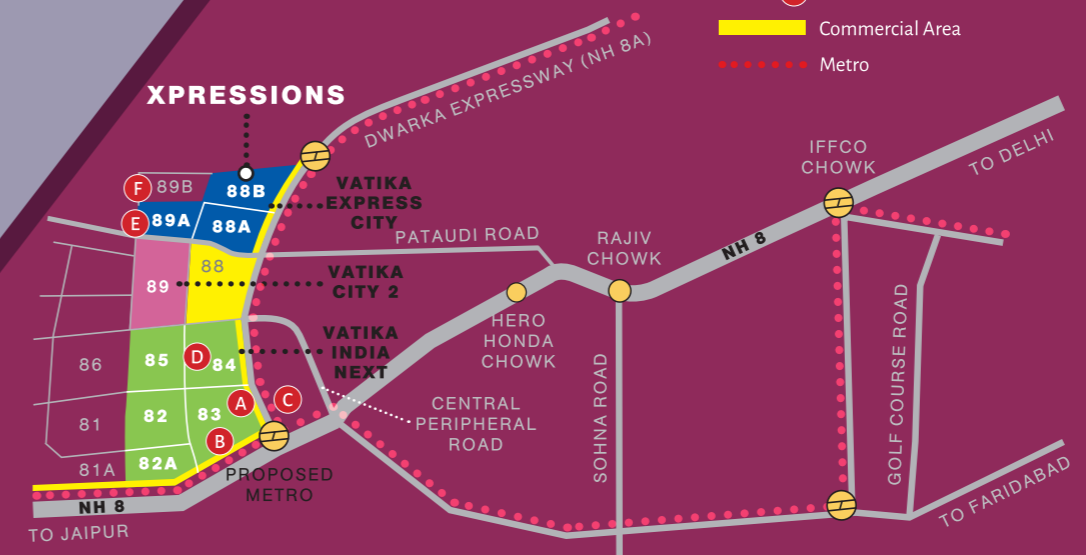 Commercial Area
Metro
DWARKA EXPRESSWAY (NH 8A)
XPRESSIONS
IFFCO
CHOWK
TO DELHI
F
89B
88B
VATIKA
EXPRESS
CITY
E
89A
88A
PATAUDI ROAD
RAJIV
CHOWK
NH 8
88
89
VATIKA
CITY 2
HERO
HONDA
CHOWK
VATIKA
INDIA
NEXT
86
85
D
84
SOHNA ROAD
GOLF COURSE ROAD
81
82
83
A
C
B
CENTRAL
PERIPHERAL
ROAD
81A
82A
PROPOSED
METRO
NH 8
TO JAIPUR
TO FARIDABAD